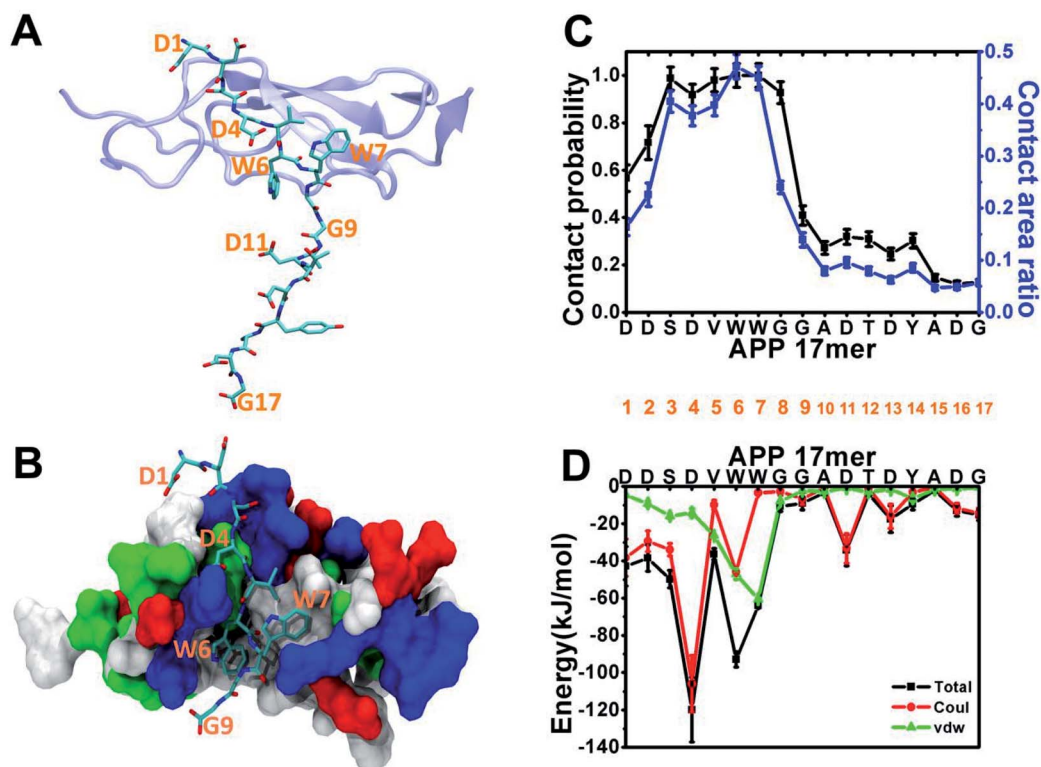 A
D1
D4
W6
W7
G9
D11
G17
B
D1
D4
W7
W6
G9
C
Contact probability
1.0
0.8
0.6
0.4
0.2
0.0
0.5
0.4
0.3
0.2
0.1
0.0
Contact area ratio
D D S D V W W G G A D T D Y A D G
APP 17mer
1 2 3 4 5 6 7 8 9 10 11 12 13 14 15 16 17
D
APP 17mer
D D S D V W W G G A D T D Y A D G
Energy(kJ/mol)
0
-20
-40
-60
-80
-100
-120
-140
Total
Coul
vdw